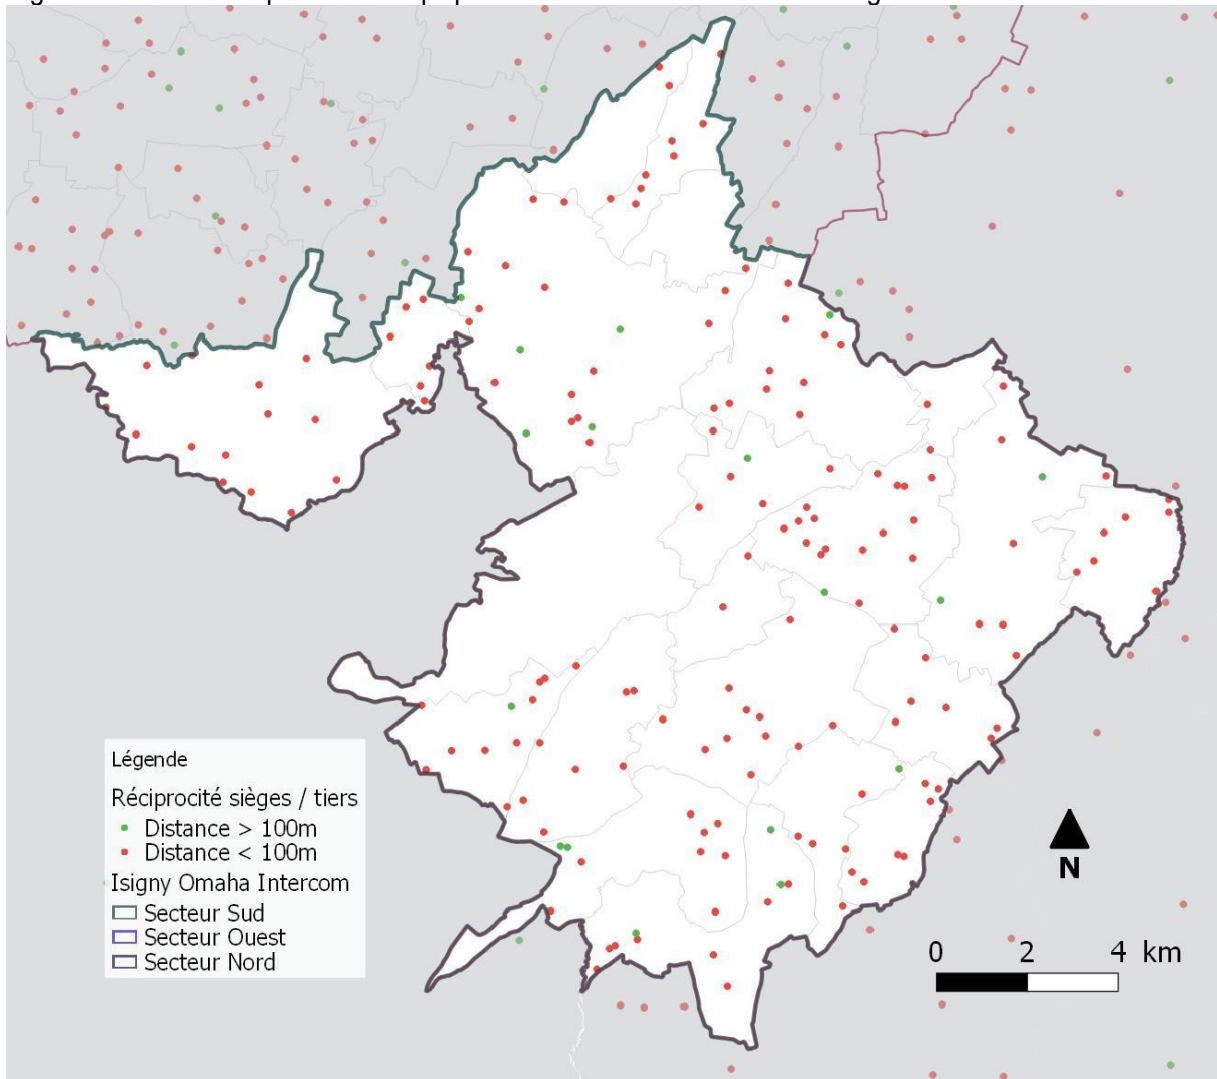 Légende
Réciprocité sièges / tiers
Distance > 100m
Distance < 100m
Isigny Omaha Intercom
Secteur Sud
Secteur Ouest
Secteur Nord
N
0 2 4 km